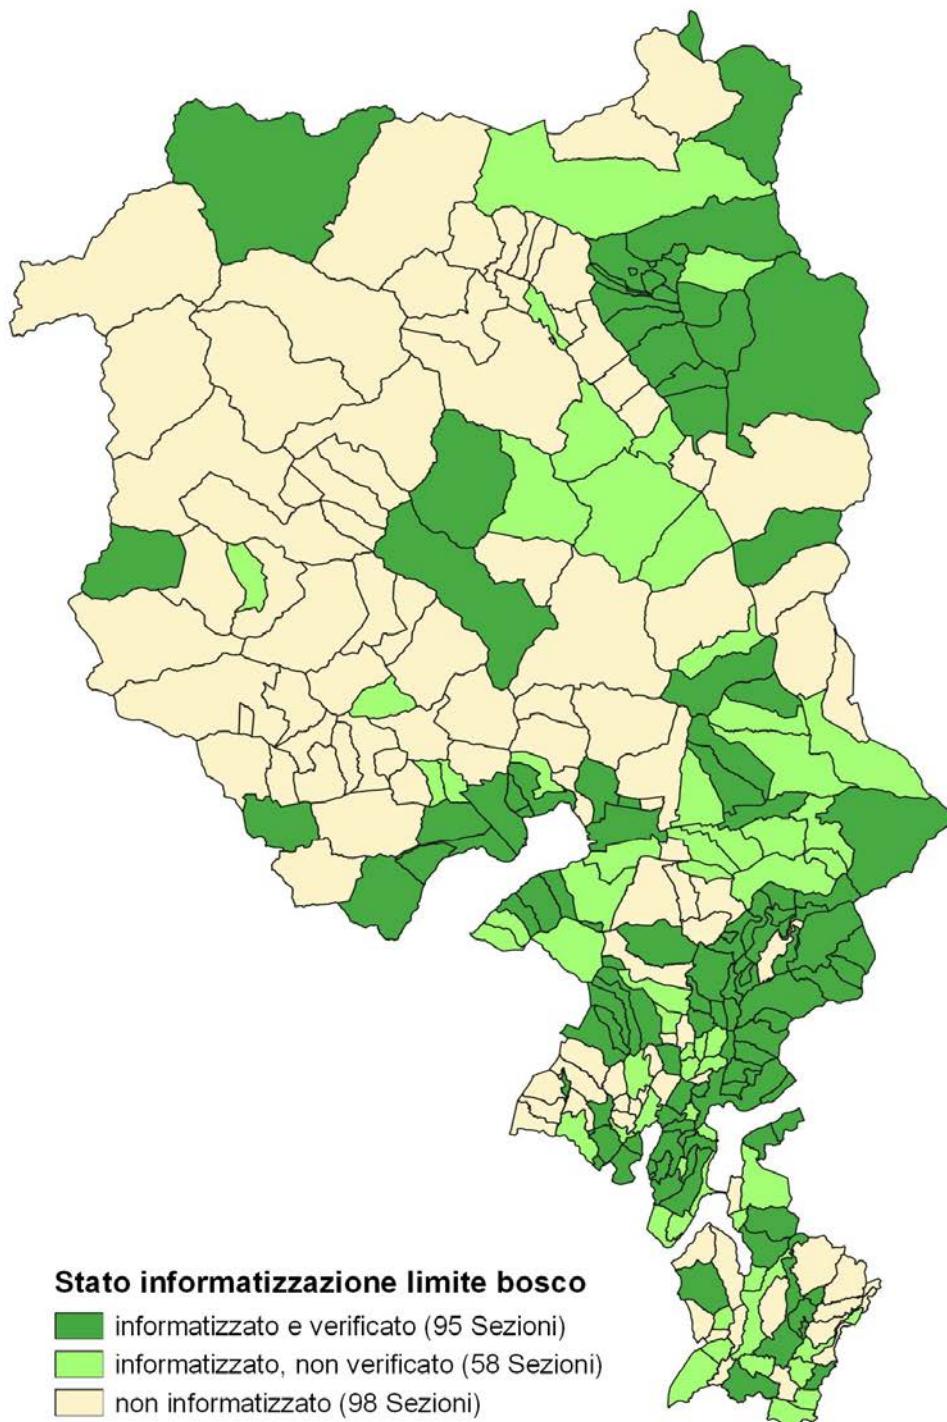 Stato informatizzazione limite bosco
informatizzato e verificato (95 Sezioni)
informatizzato, non verificato (58 Sezioni)
non informatizzato (98 Sezioni)